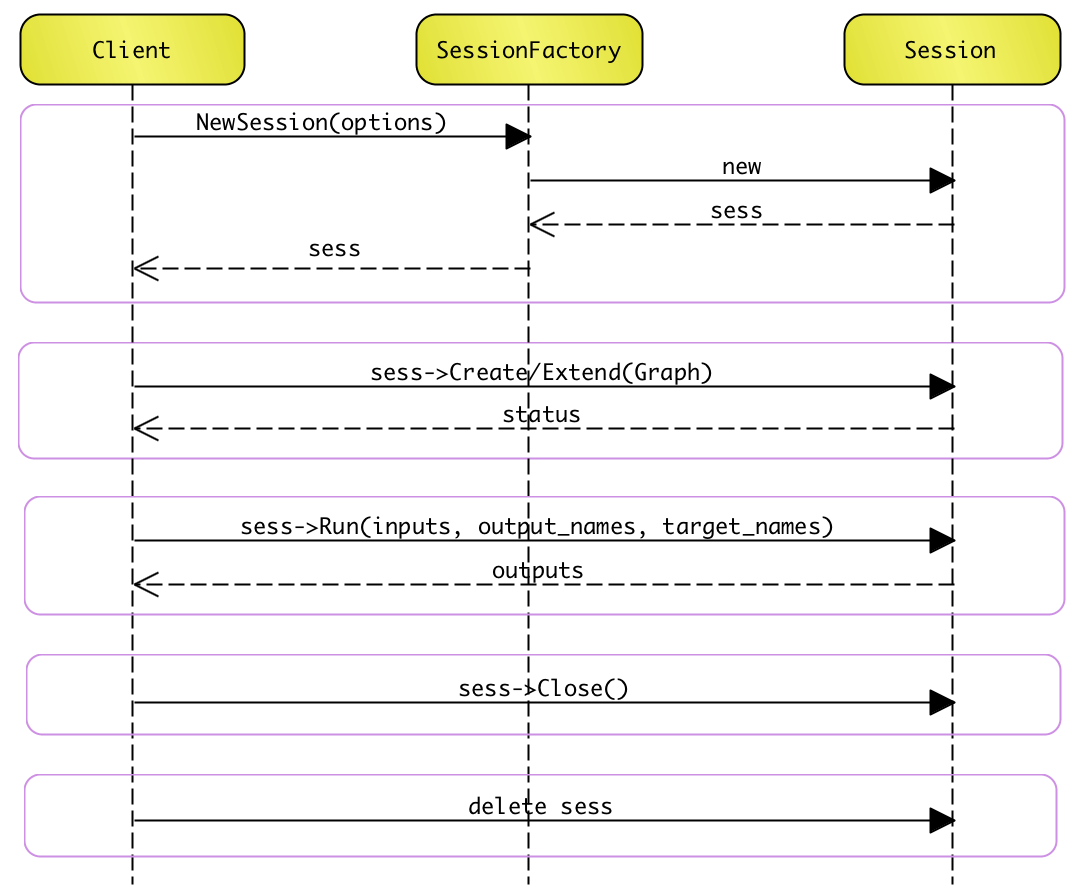 Client
SessionFactory
Session
NewSession(options)
new
sess
sess
sess->Create/Extend(Graph)
status
sess->Run(inputs, output_names, target_names)
outputs
sess->Close()
delete sess